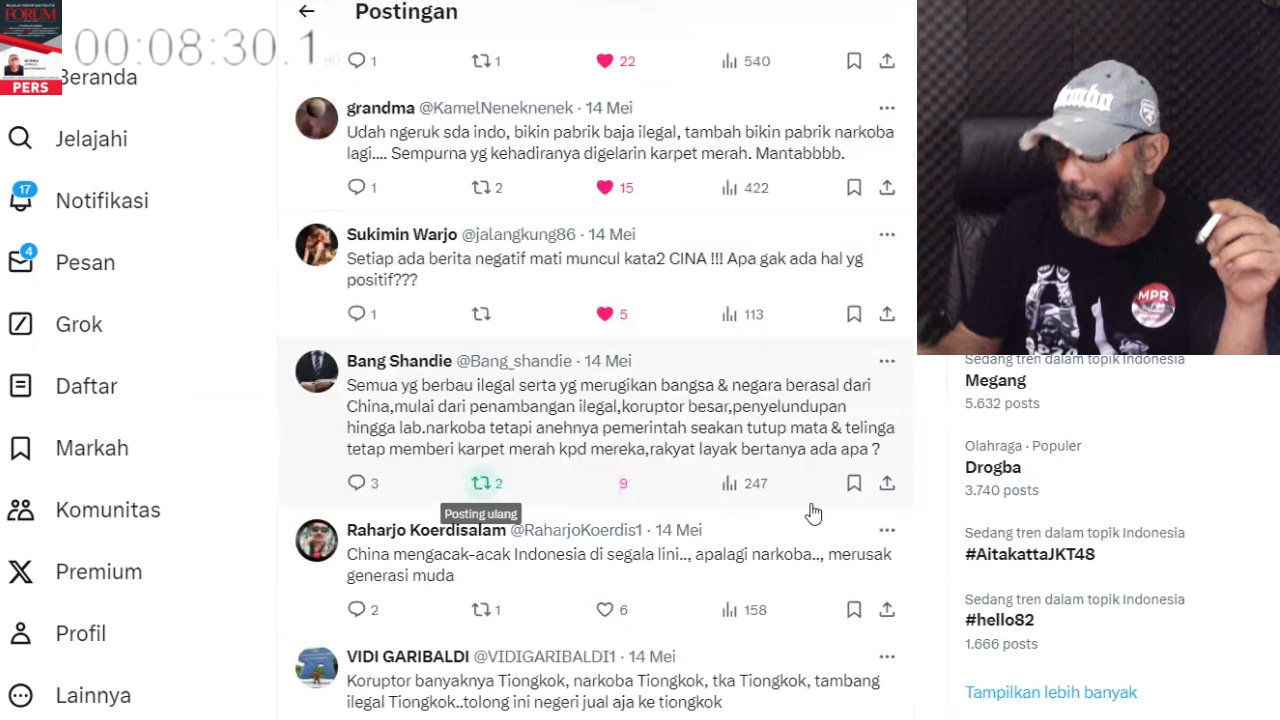 FORUM
PERS
00:08:30.1
Beranda
Jelajahi
17
Notifikasi
4
Pesan
Grok
Daftar
Markah
Komunitas
Premium
Profil
Lainnya
Postingan
1 1 22 540
grandma @KamelNeneknenek · 14 Mei
Udah ngeruk sda indo, bikin pabrik baja ilegal, tambah bikin pabrik narkoba
lagi.... Sempurna yg kehadiranya digelarin karpet merah. Mantabbbb.
1 2 15 422
Sukimin Warjo @jalangkung86 · 14 Mei
Setiap ada berita negatif mati muncul kata2 CINA !!! Apa gak ada hal yg
positif???
1 5 113
Bang Shandie @Bang_shandie · 14 Mei
Semua yg berbau ilegal serta yg merugikan bangsa & negara berasal dari
China,mulai dari penambangan ilegal,koruptor besar,penyelundupan
hingga lab.narkoba tetapi anehnya pemerintah seakan tutup mata & telinga
tetap memberi karpet merah kpd mereka,rakyat layak bertanya ada apa ?
3 2 9 247
Posting ulang
Raharjo Koerdisalam @RaharjoKoerdis1 · 14 Mei
China mengacak-acak Indonesia di segala lini.., apalagi narkoba.., merusak
generasi muda
2 1 6 158
VIDI GARIBALDI @VIDIGARIBALDI1 · 14 Mei
Koruptor banyaknya Tiongkok, narkoba Tiongkok, tka Tiongkok, tambang
ilegal Tiongkok..tolong ini negeri jual aja ke tiongkok
MPR
Sedang tren dalam topik Indonesia
Megang
5.632 posts
Olahraga · Populer
Drogba
3.740 posts
Sedang tren dalam topik Indonesia
#AitakattaJKT48
Sedang tren dalam topik Indonesia
#hello82
1.666 posts
Tampilkan lebih banyak